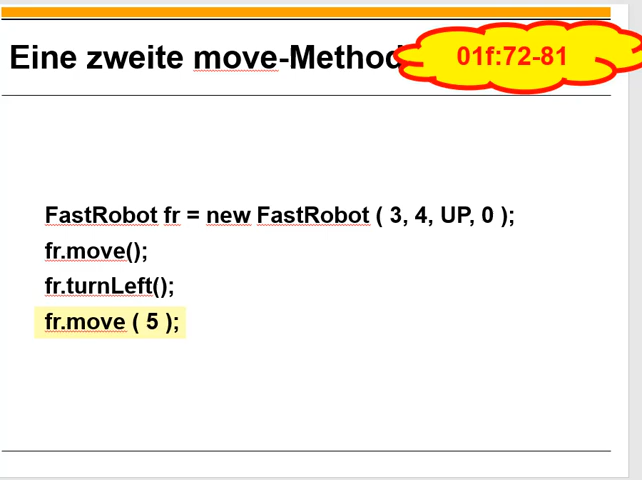 Eine zweite move-Method
01f:72-81
FastRobot fr = new FastRobot ( 3, 4, UP, 0 );
fr.move();
fr.turnLeft();
fr.move ( 5 );